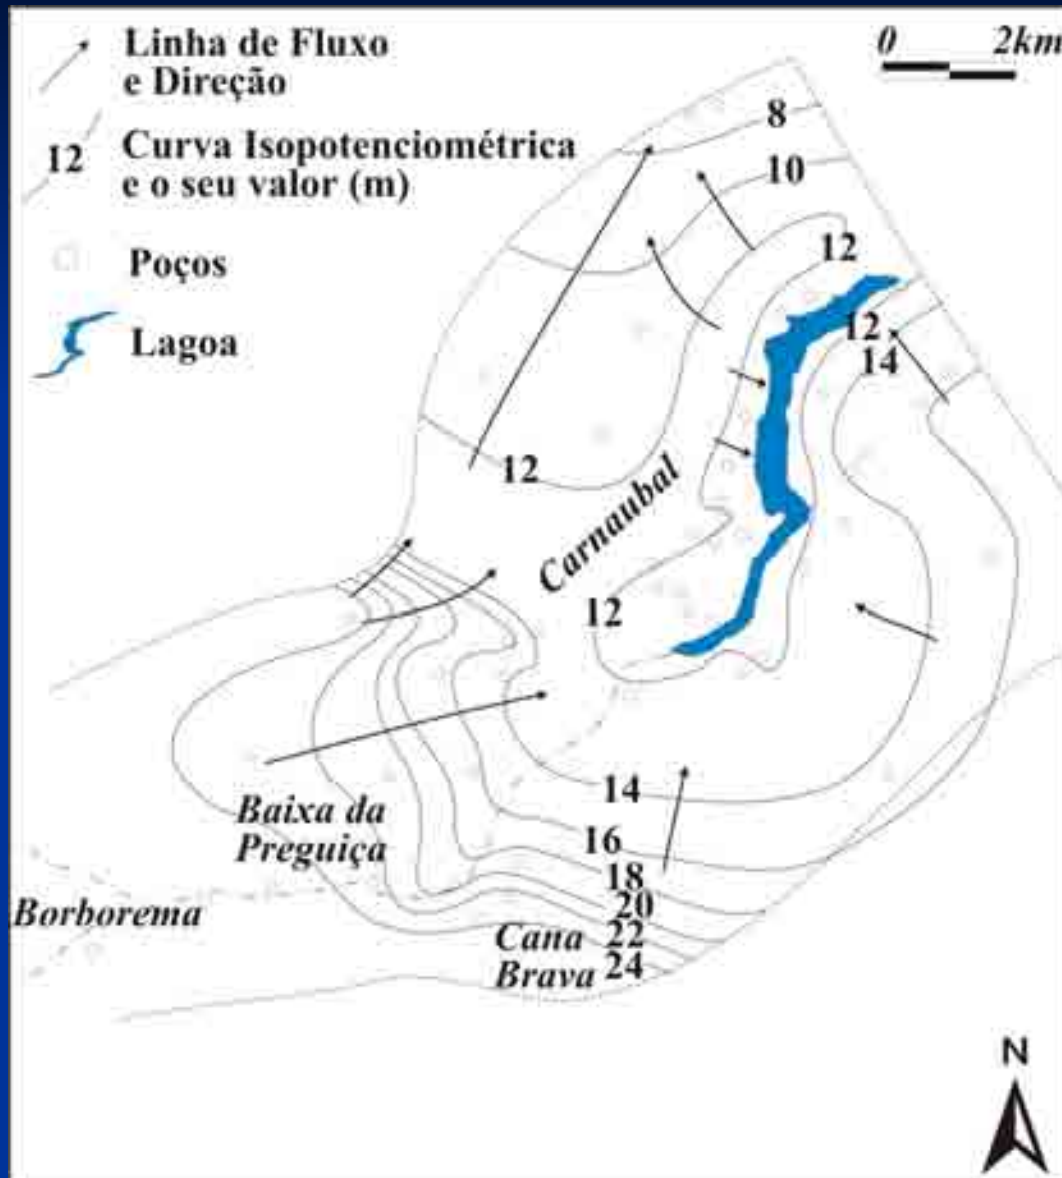 Linha de Fluxo
e Direção
0 2km
12
Curva Isopotenciométrica
e o seu valor (m)
8
10
Poços
12
Lagoa
12
14
12
Carnaubal
12
14
Baixa da
Preguiça
16
18
20
Borborema
Cana
Brava
22
24
N